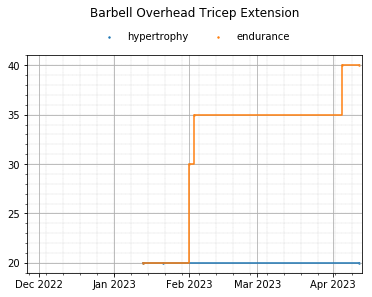 Barbell Overhead Tricep Extension
hypertrophy endurance
40
35
30
25
20
Dec 2022 Jan 2023 Feb 2023 Mar 2023 Apr 2023